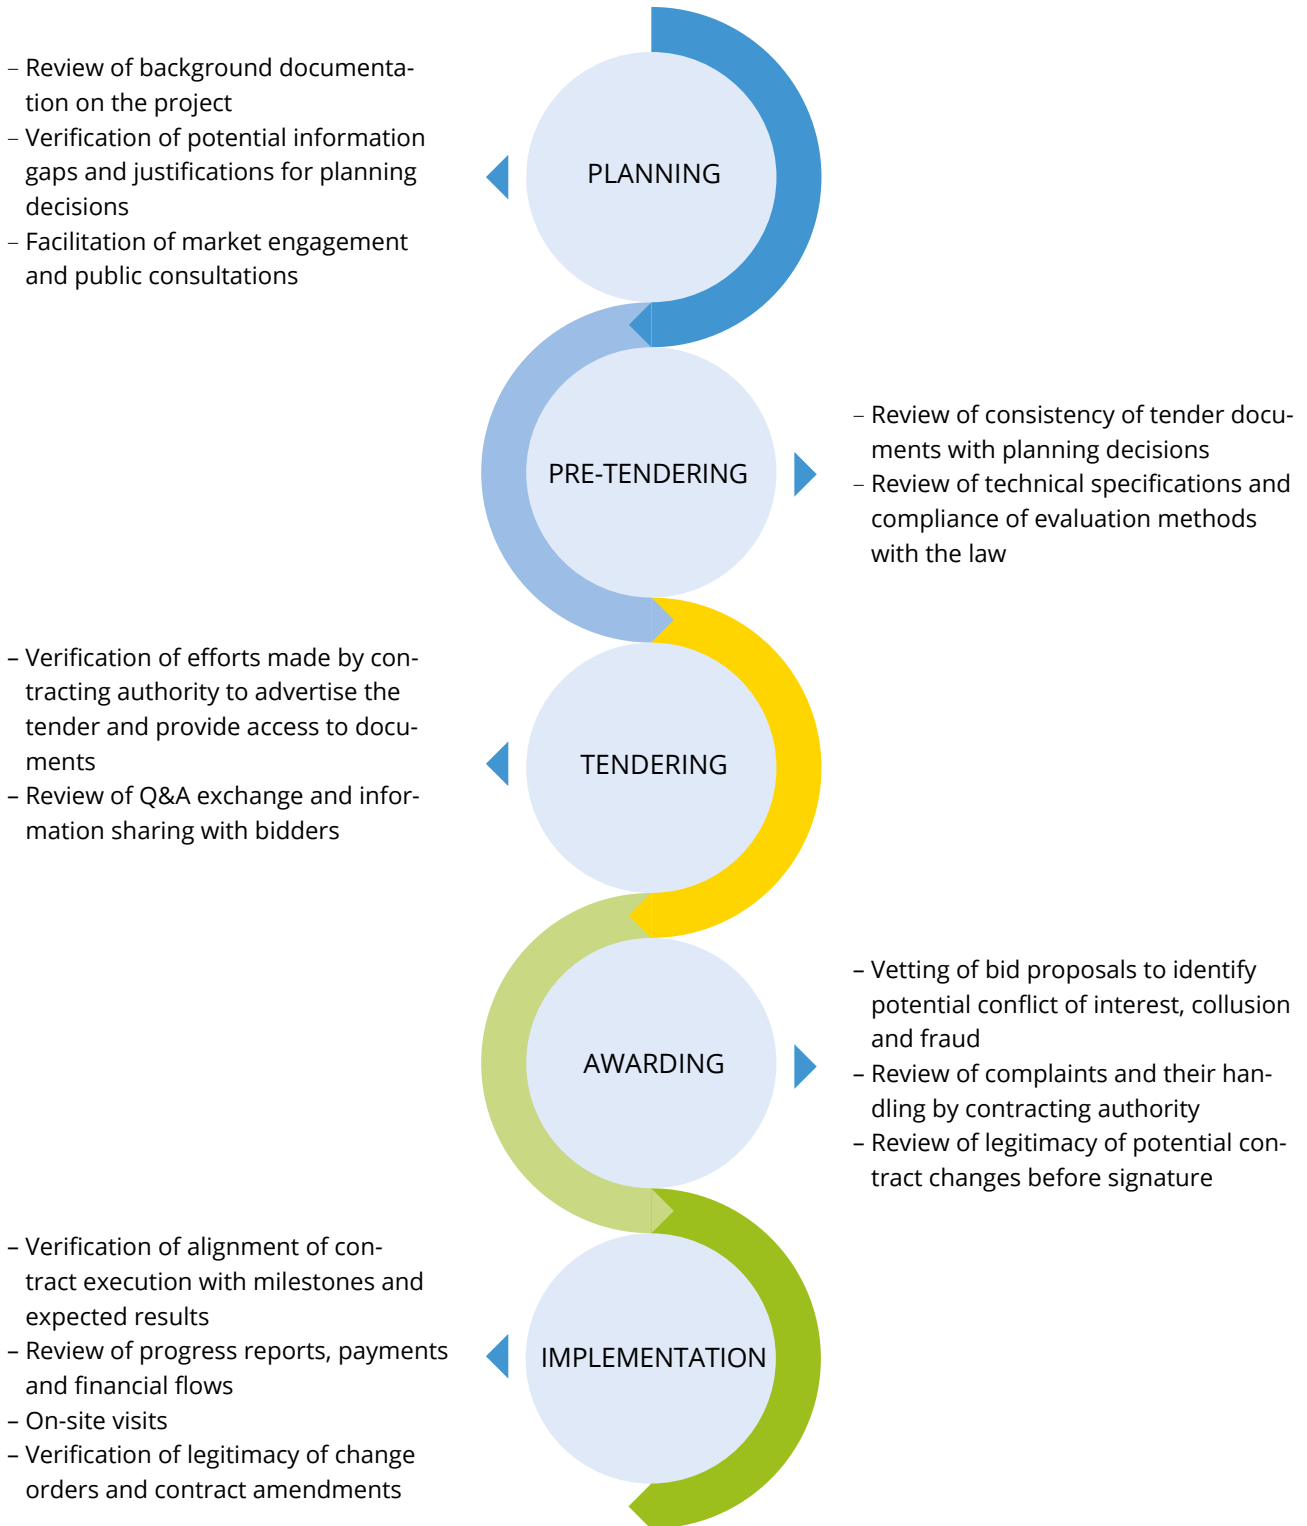 – Review of background documenta-
tion on the project
– Verification of potential information
gaps and justifications for planning
decisions
– Facilitation of market engagement
and public consultations
PLANNING
PRE-TENDERING
– Review of consistency of tender docu-
ments with planning decisions
– Review of technical specifications and
compliance of evaluation methods
with the law
– Verification of efforts made by con-
tracting authority to advertise the
tender and provide access to docu-
ments
– Review of Q&A exchange and infor-
mation sharing with bidders
TENDERING
AWARDING
– Vetting of bid proposals to identify
potential conflict of interest, collusion
and fraud
– Review of complaints and their han-
dling by contracting authority
– Review of legitimacy of potential con-
tract changes before signature
– Verification of alignment of con-
tract execution with milestones and
expected results
– Review of progress reports, payments
and financial flows
– On-site visits
– Verification of legitimacy of change
orders and contract amendments
IMPLEMENTATION